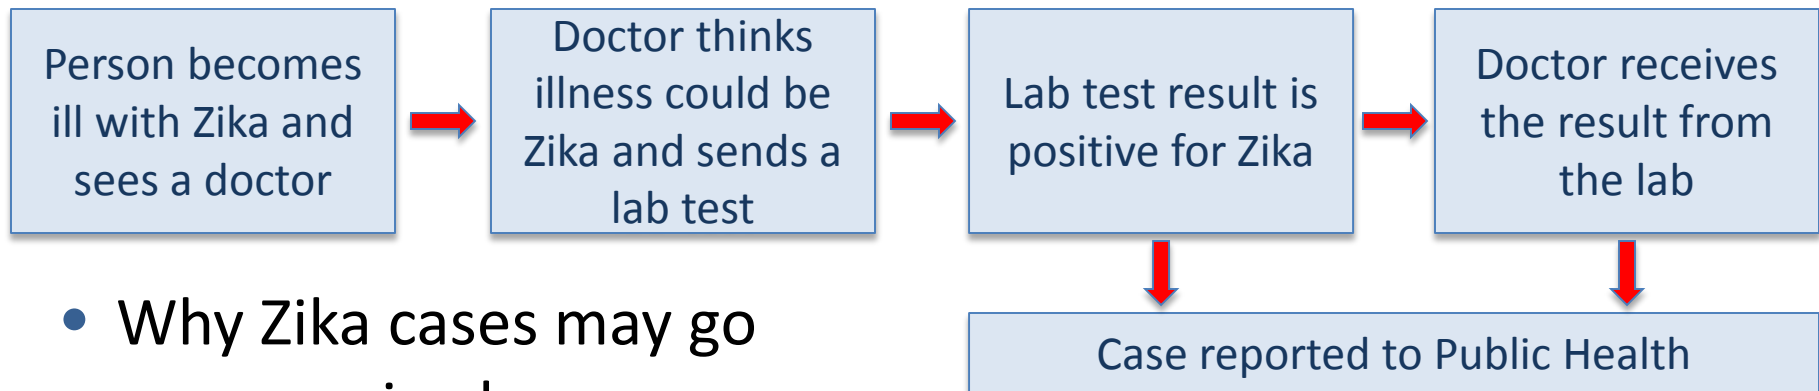 Person becomes
ill with Zika and
sees a doctor
Doctor thinks
illness could be
Zika and sends a
lab test
Lab test result is
positive for Zika
Doctor receives
the result from
the lab
Case reported to Public Health
• Why Zika cases may go